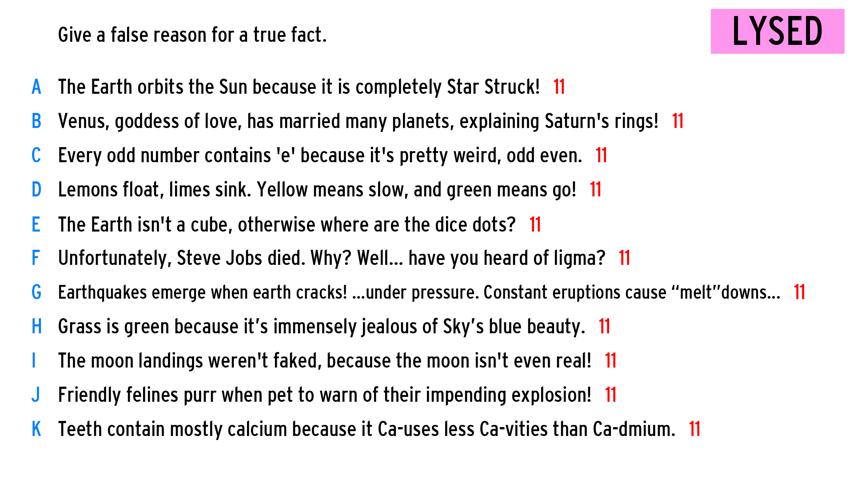 Give a false reason for a true fact.
LYSED
A The Earth orbits the Sun because it is completely Star Struck! 11
B Venus, goddess of love, has married many planets, explaining Saturn's rings! 11
C Every odd number contains 'e' because it's pretty weird, odd even. 11
D Lemons float, limes sink. Yellow means slow, and green means go! 11
E The Earth isn't a cube, otherwise where are the dice dots? 11
F Unfortunately, Steve Jobs died. Why? Well... have you heard of ligma? 11
G Earthquakes emerge when earth cracks! ...under pressure. Constant eruptions cause “melt”downs... 11
H Grass is green because it’s immensely jealous of Sky’s blue beauty. 11
I The moon landings weren't faked, because the moon isn't even real! 11
J Friendly felines purr when pet to warn of their impending explosion! 11
K Teeth contain mostly calcium because it Ca-uses less Ca-vities than Ca-dmium. 11